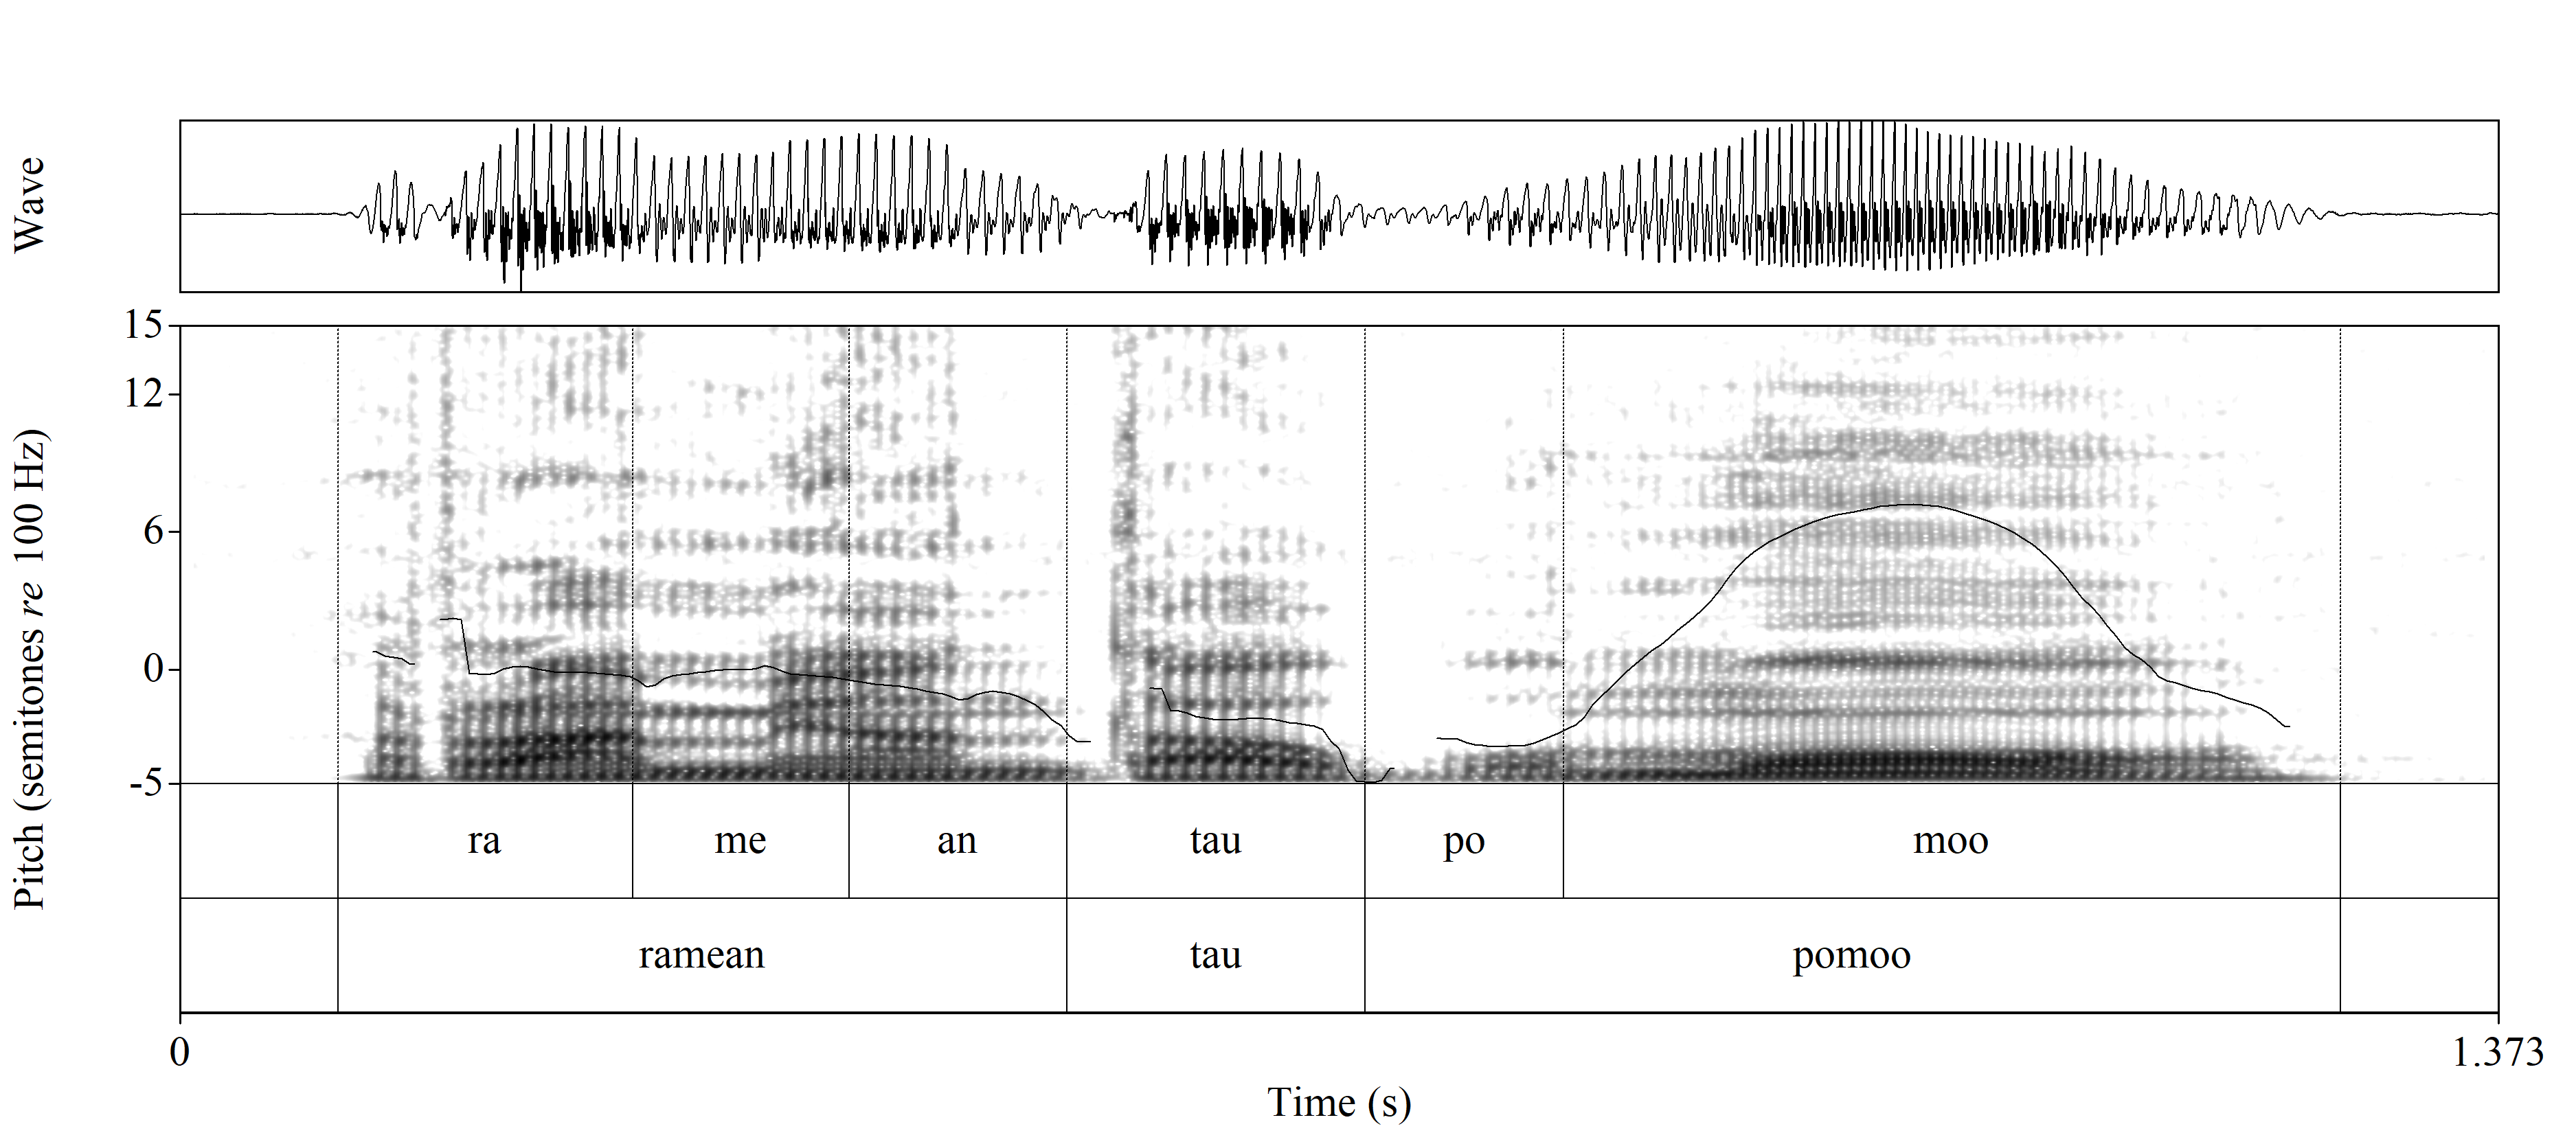 Wave
Pitch (semitones re 100 Hz)
15
12
6
0
-5
ra me an tau po moo
ramean tau pomoo
0 1.373
Time (s)